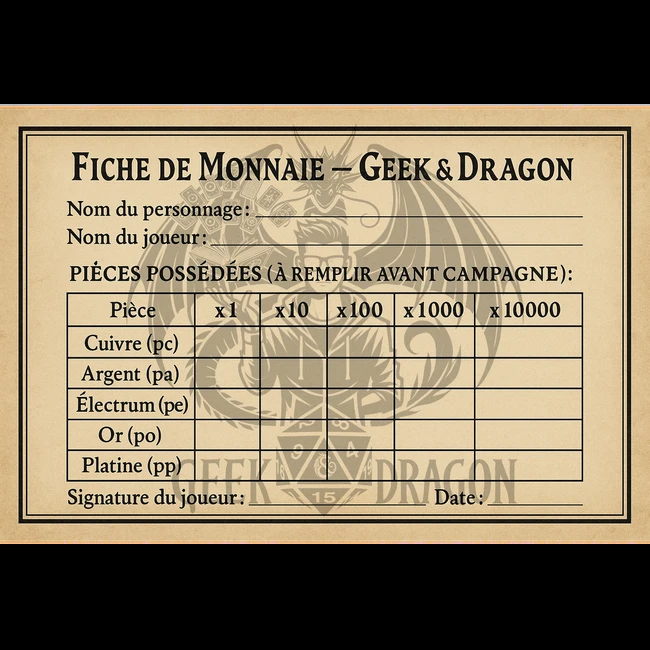 FICHE DE MONNAIE – GEEK & DRAGON
Nom du personnage:
Nom du joueur:
PIÉCES POSSÉDÉES (À REMPLIR AVANT CAMPAGNE):
Pièce x1 x10 x100 x1000 x10000
Cuivre (pc)
Argent (pa)
Électrum (pe)
Or (po)
Platine (pp)
GEEK DRAGON
Signature du joueur: Date:
15